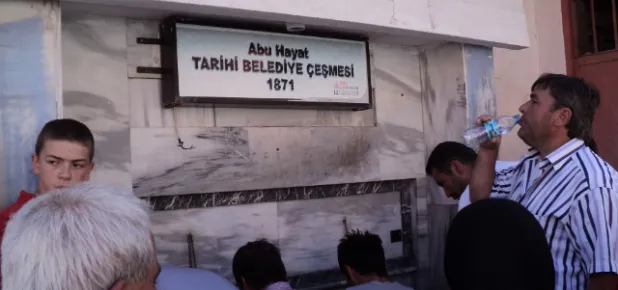 Abu Hayat
TARİHİ BELEDİYE ÇEŞMESİ
1871